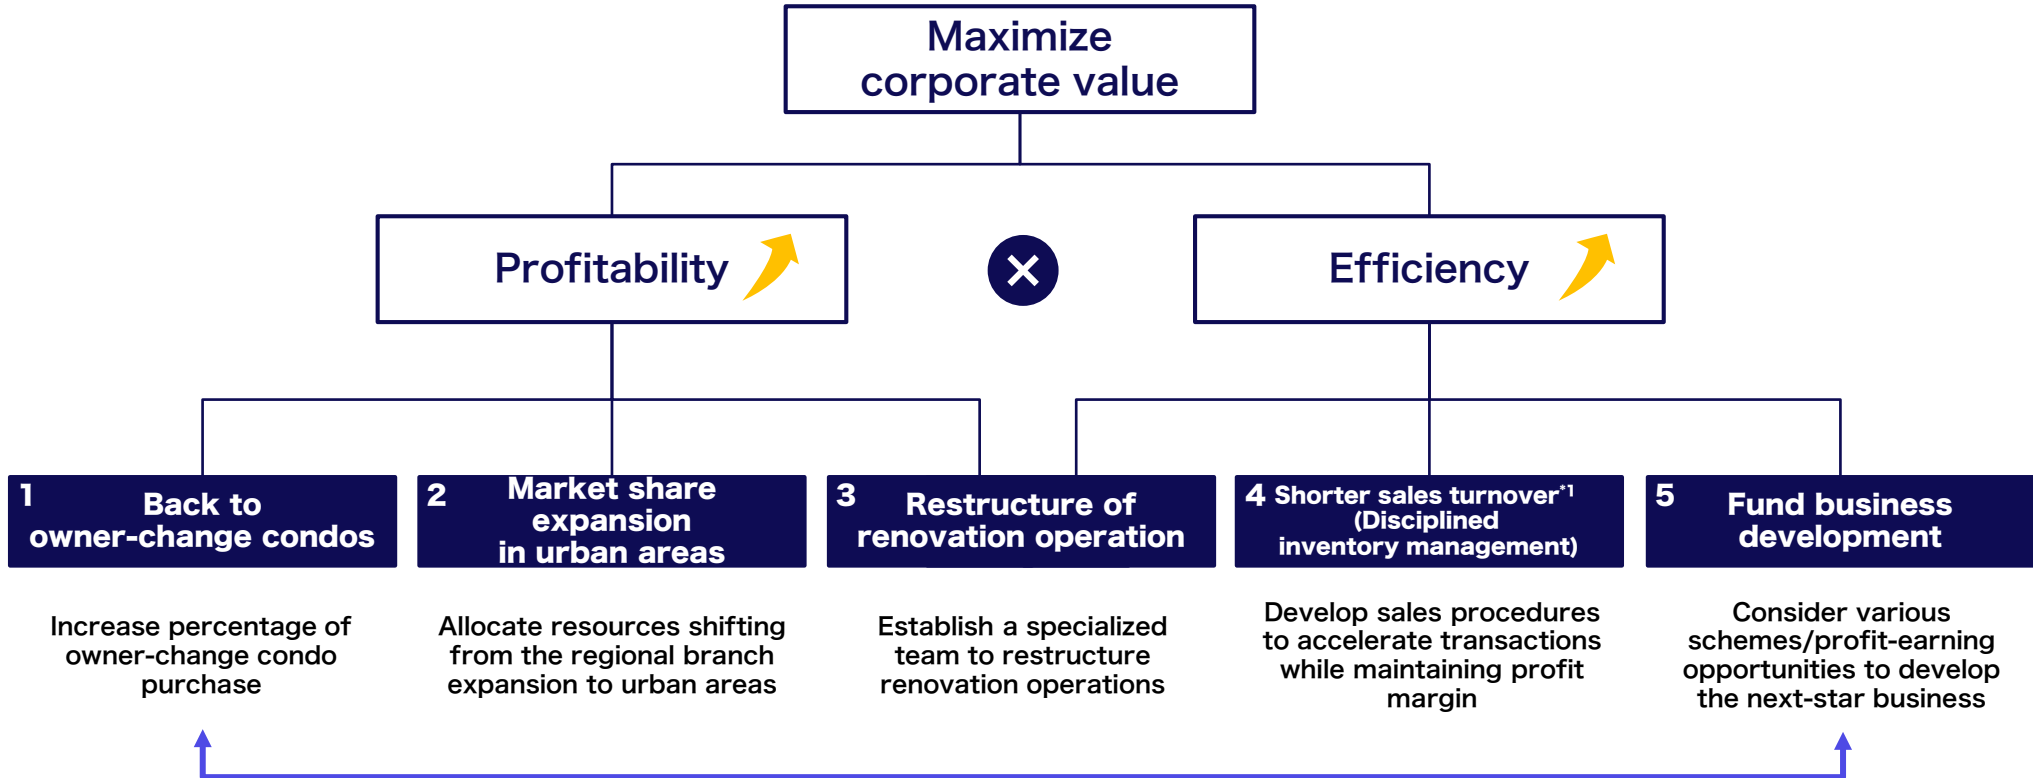 Maximize
corporate value
Profitability
×
Efficiency
1
Back to
owner-change condos
2
Market share
expansion
in urban areas
3
Restructure of
renovation operation
4 Shorter sales turnover*1
(Disciplined
inventory management)
5
Fund business
development
Increase percentage of
owner-change condo
purchase
Allocate resources shifting
from the regional branch
expansion to urban areas
Establish a specialized
team to restructure
renovation operations
Develop sales procedures
to accelerate transactions
while maintaining profit
margin
Consider various
schemes/profit-earning
opportunities to develop
the next-star business